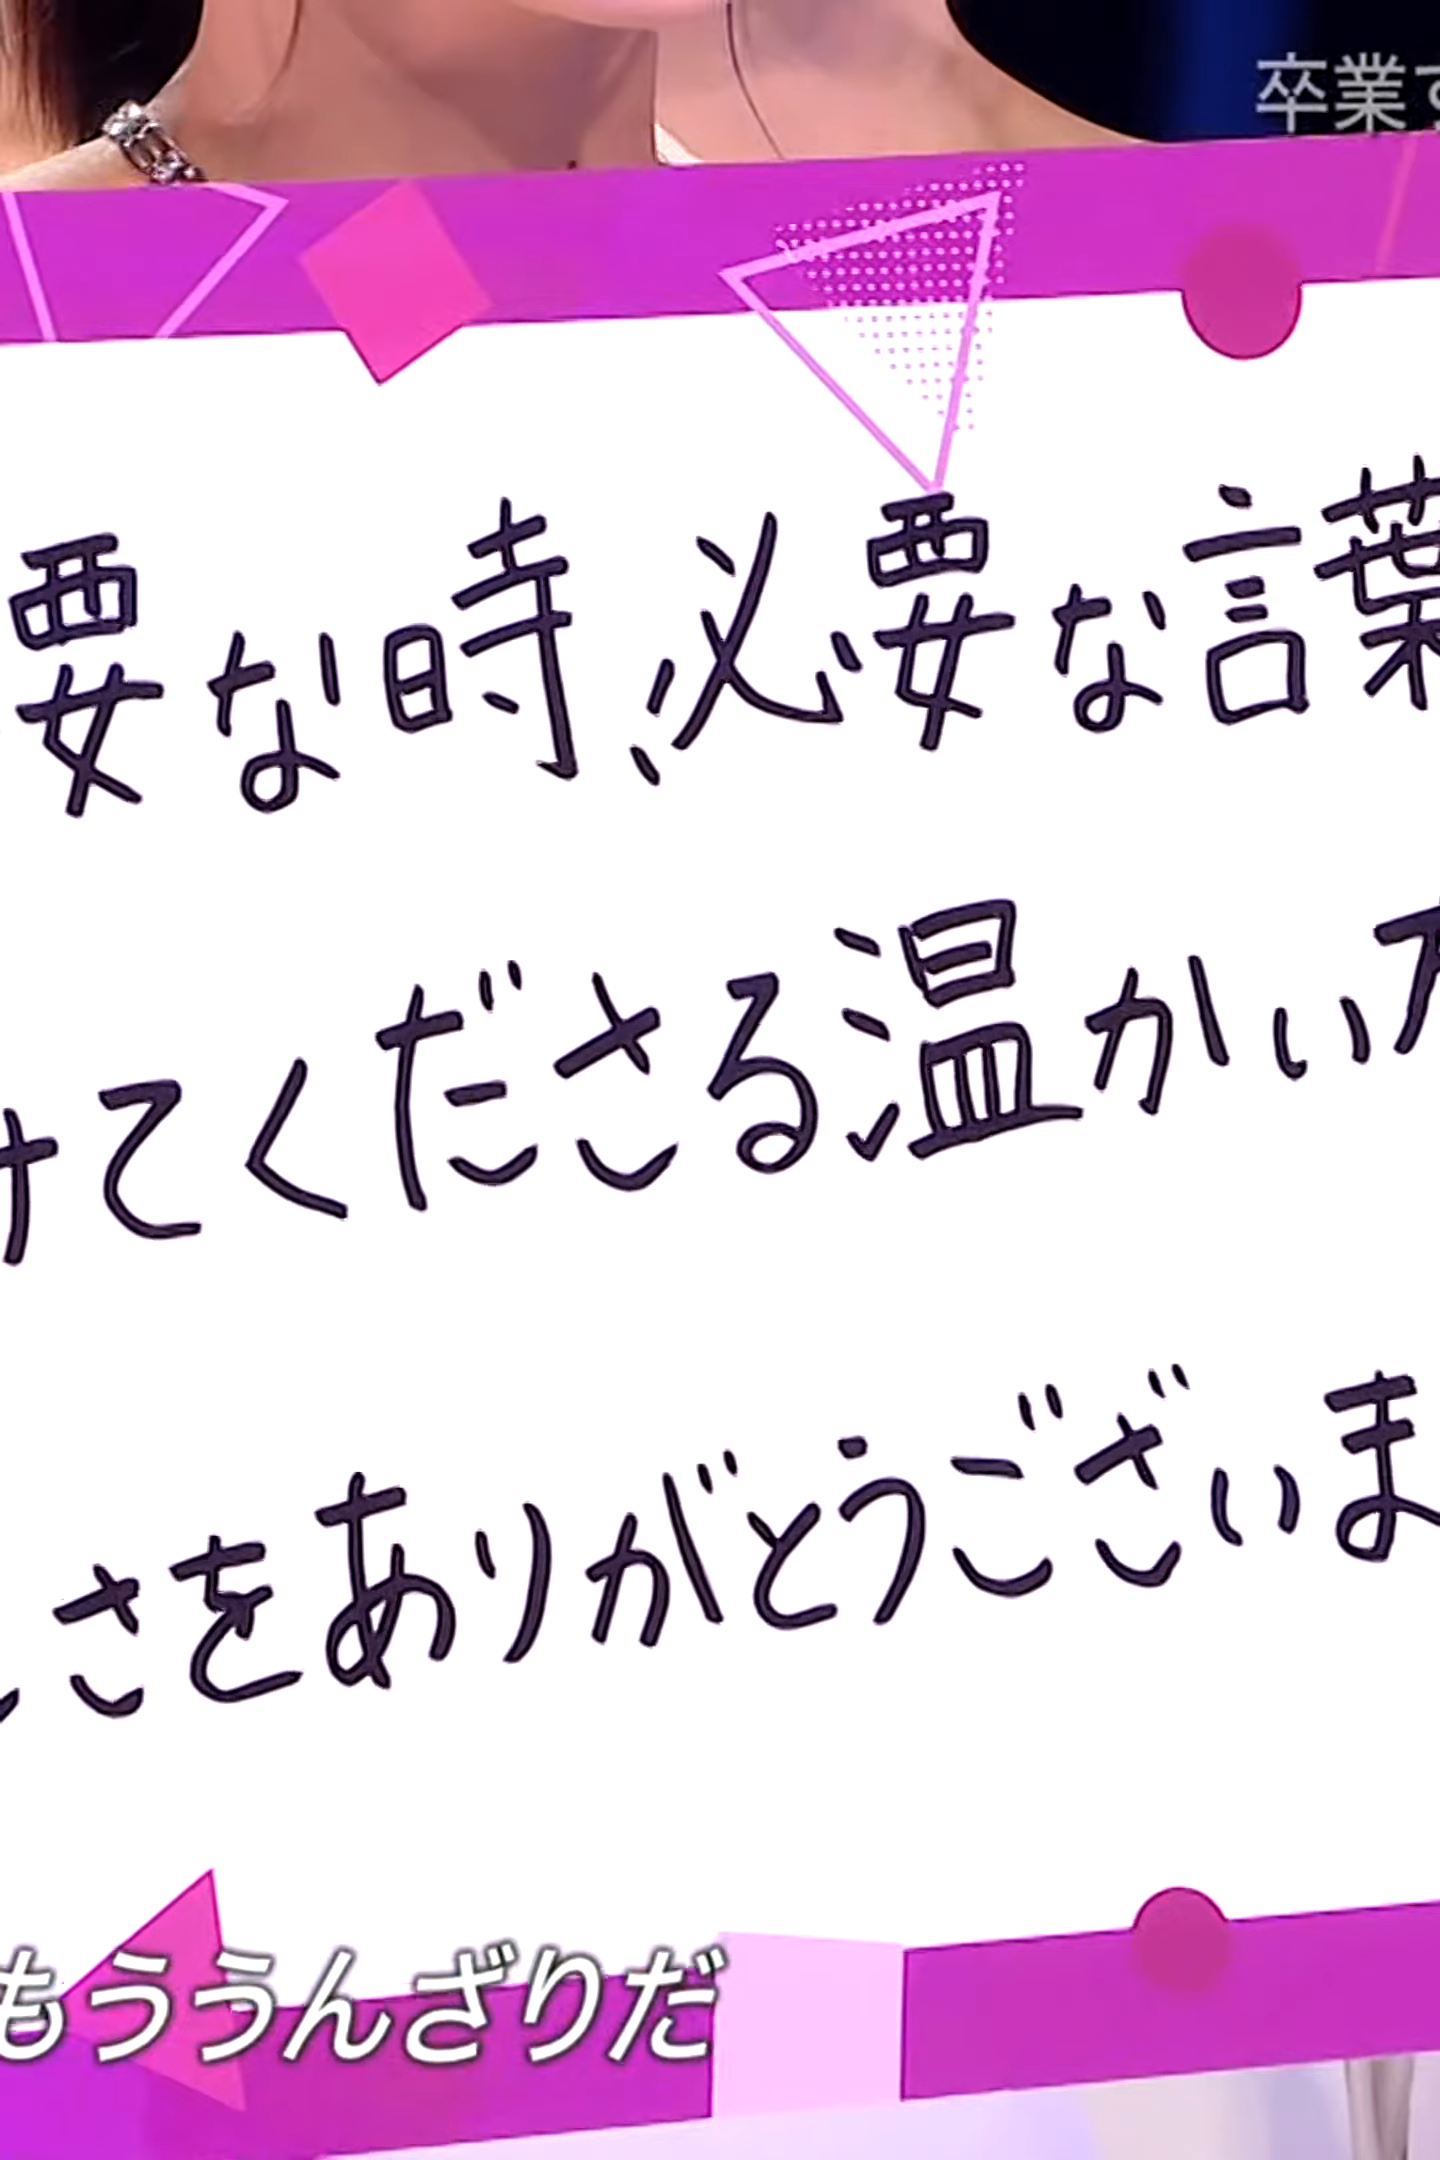 卒業す
要な時、必要な言葉
けてくださる温かい方
さをありがとうございま
もううんざりだ